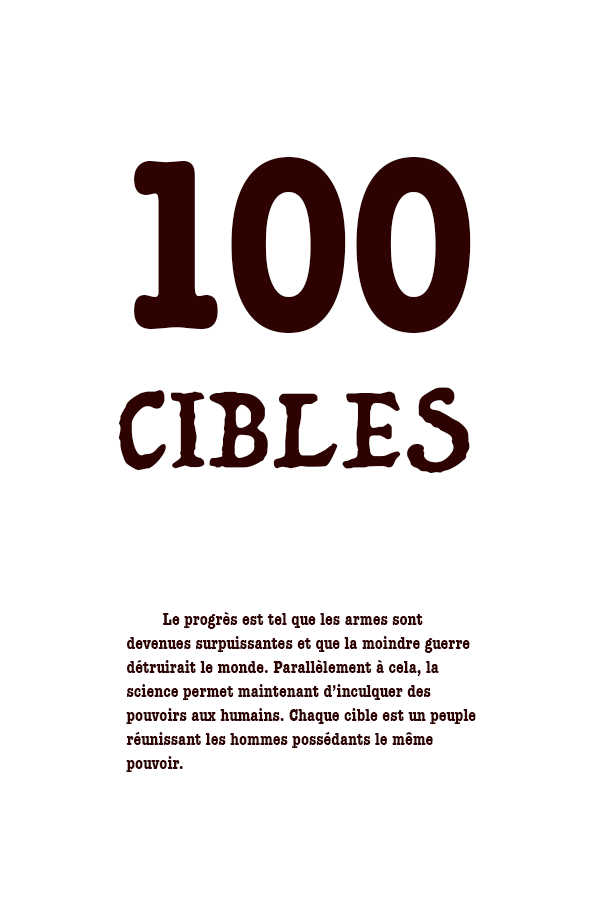 100
CIBLES
Le progrès est tel que les armes sont
devenues surpuissantes et que la moindre guerre
détruirait le monde. Parallèlement à cela, la
science permet maintenant d'inculquer des
pouvoirs aux humains. Chaque cible est un peuple
réunissant les hommes possédants le même
pouvoir.